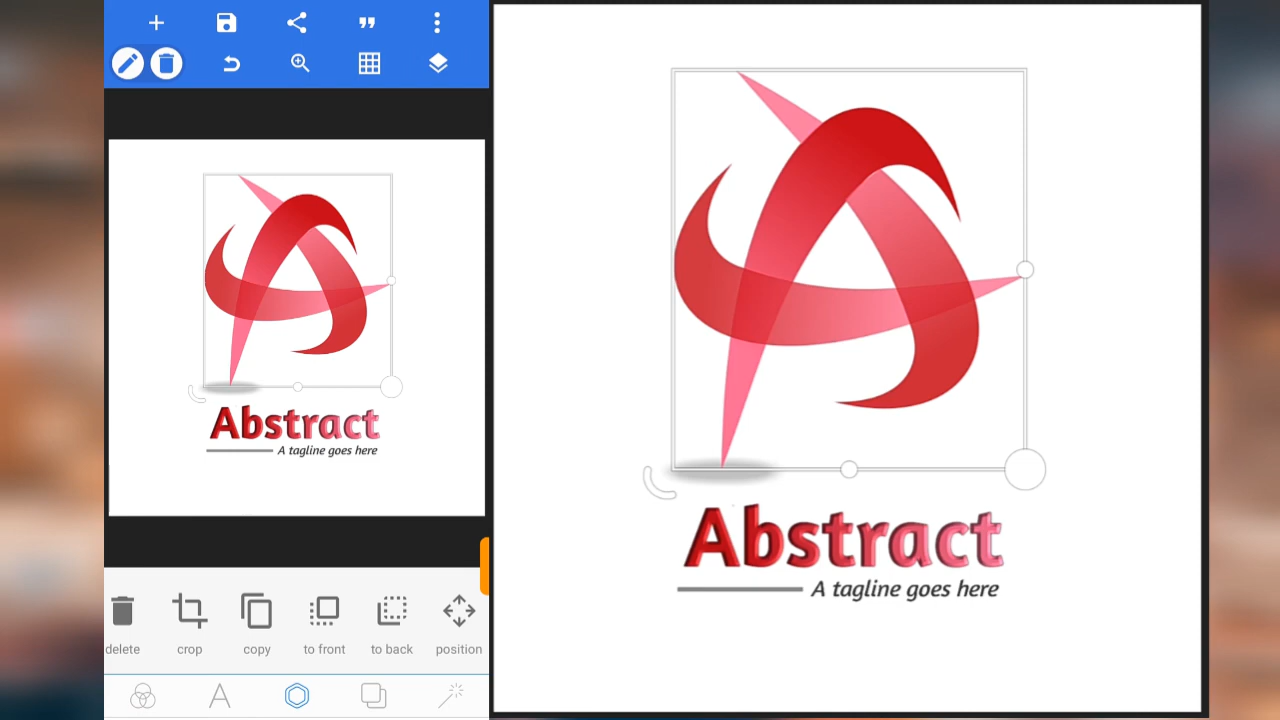 Abstract
A tagline goes here
delete
crop
copy
to front
to back
position
Abstract
A tagline goes here